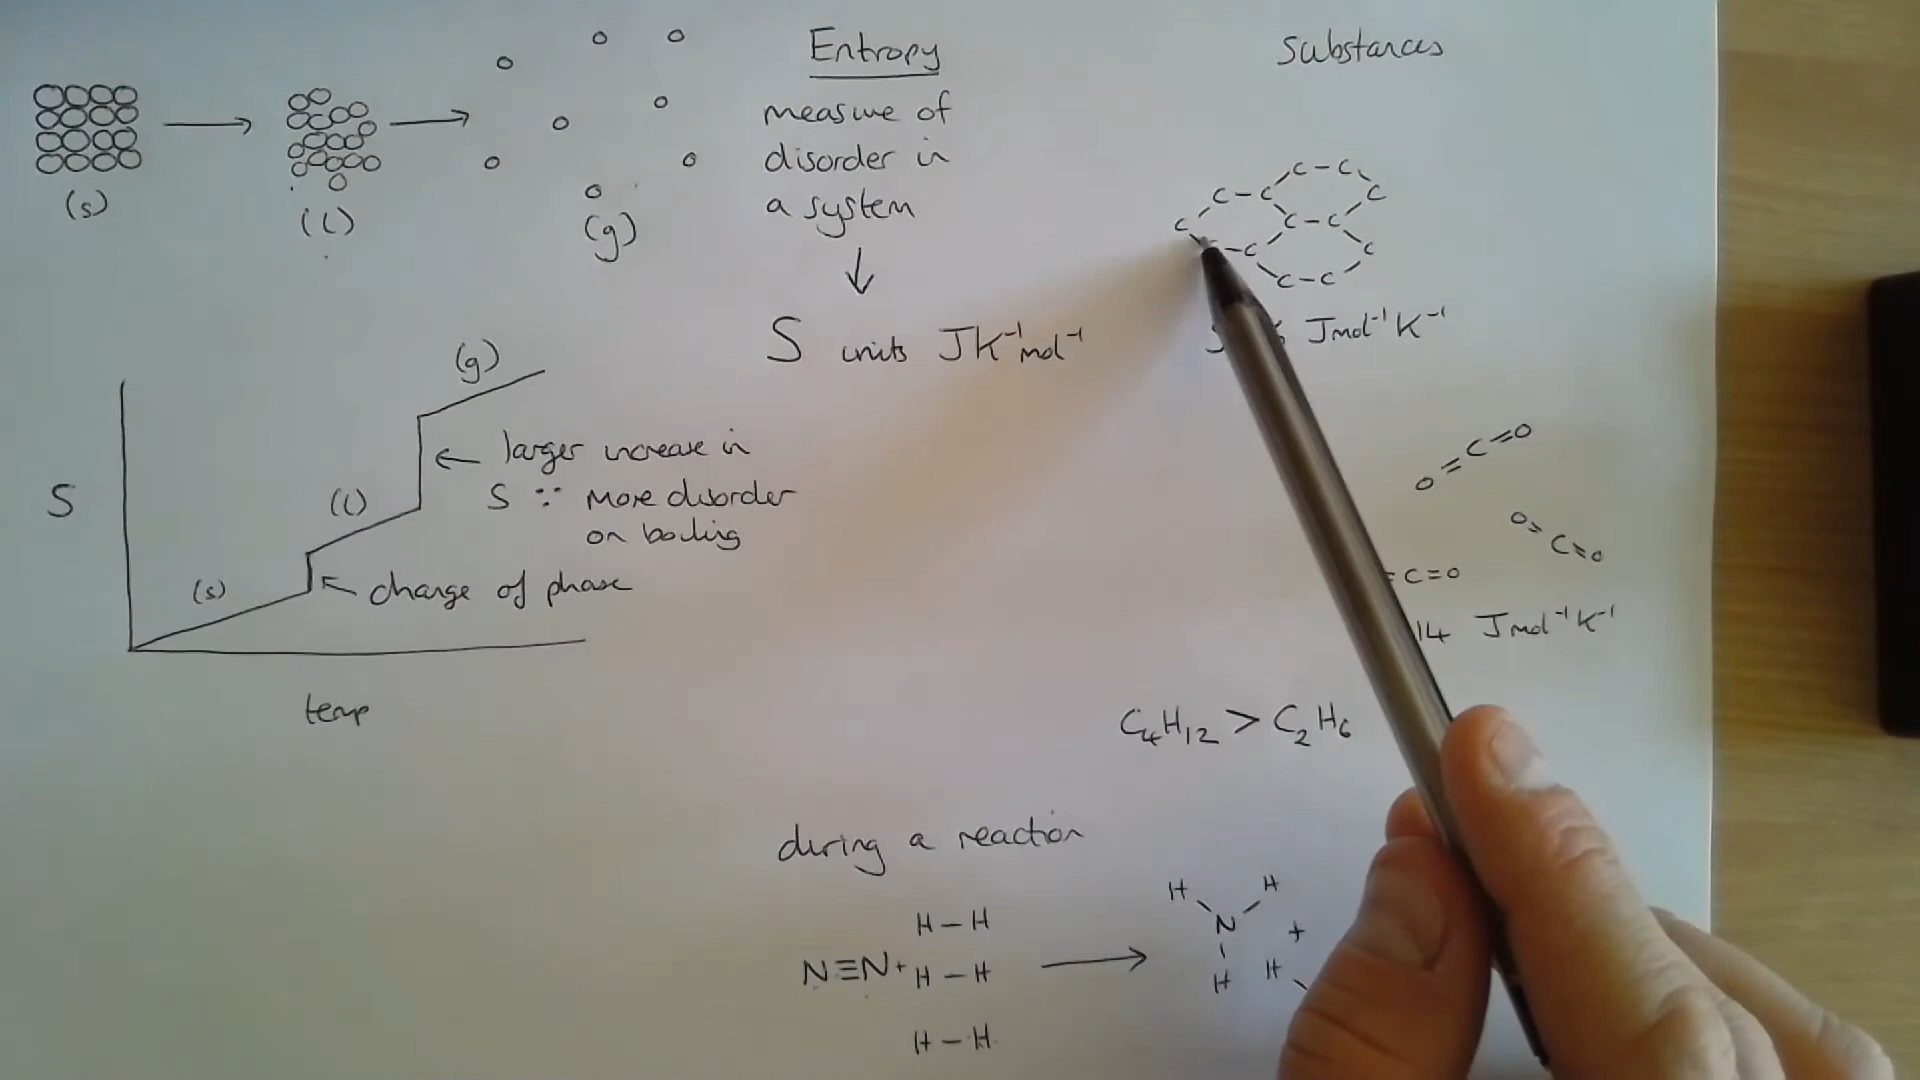 Entropy
measure of
disorder in
a system
S units JK⁻¹mol⁻¹
(s)
(l)
(g)
S
(g)
← larger increase in
S ∵ more disorder
on boiling
(l)
(s)
change of phase
temp
Substances
C-C
C-C C
C C-C
-C C
C-C
Jmol⁻¹K⁻¹
O=C=O
O=C=O
C=O
14 Jmol⁻¹K⁻¹
C₄H₁₂ > C₂H₆
during a reaction
H-H
N≡N + H-H
H-H
H H
N +
H H